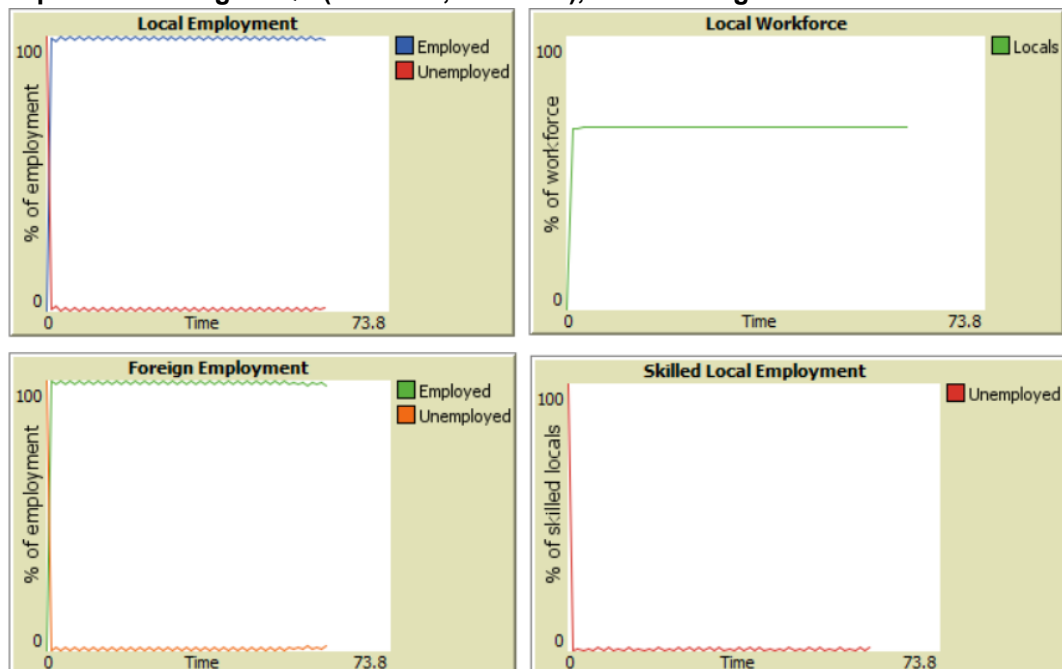 Local Employment
100
% of employment
0
0 Time 73.8
Employed
Unemployed
Local Workforce
100
% of workforce
0
0 Time 73.8
Locals
Foreign Employment
100
% of employment
0
0 Time 73.8
Employed
Unemployed
Skilled Local Employment
100
% of skilled locals
0
0 Time 73.8
Unemployed